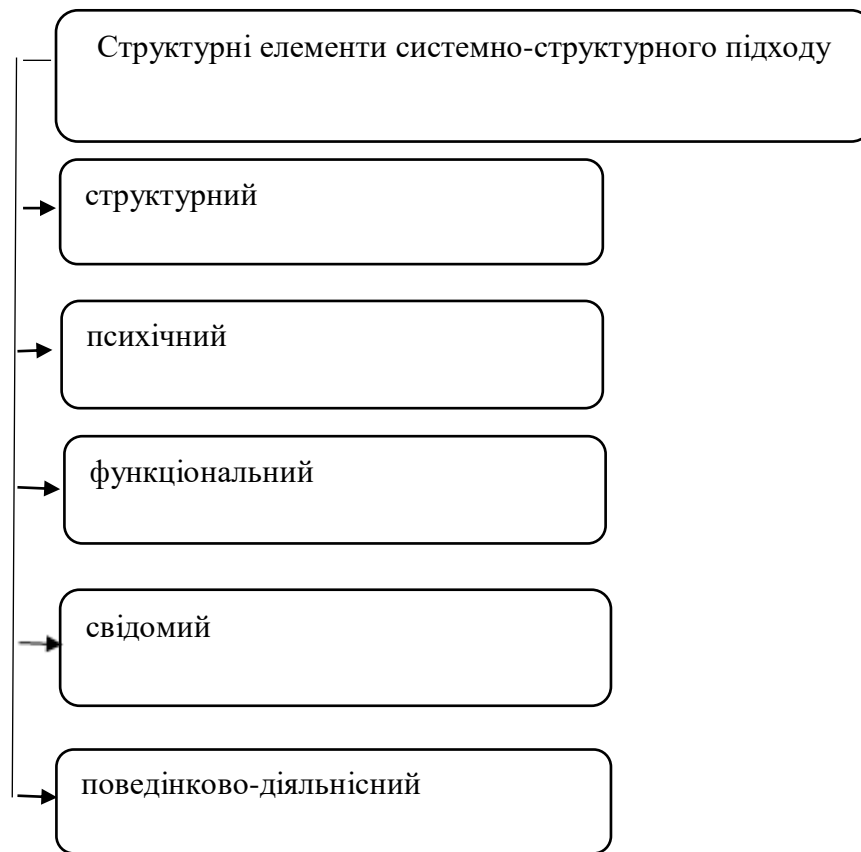 Структурні елементи системно-структурного підходу
структурний
психічний
функціональний
свідомий
поведінково-діяльнісний